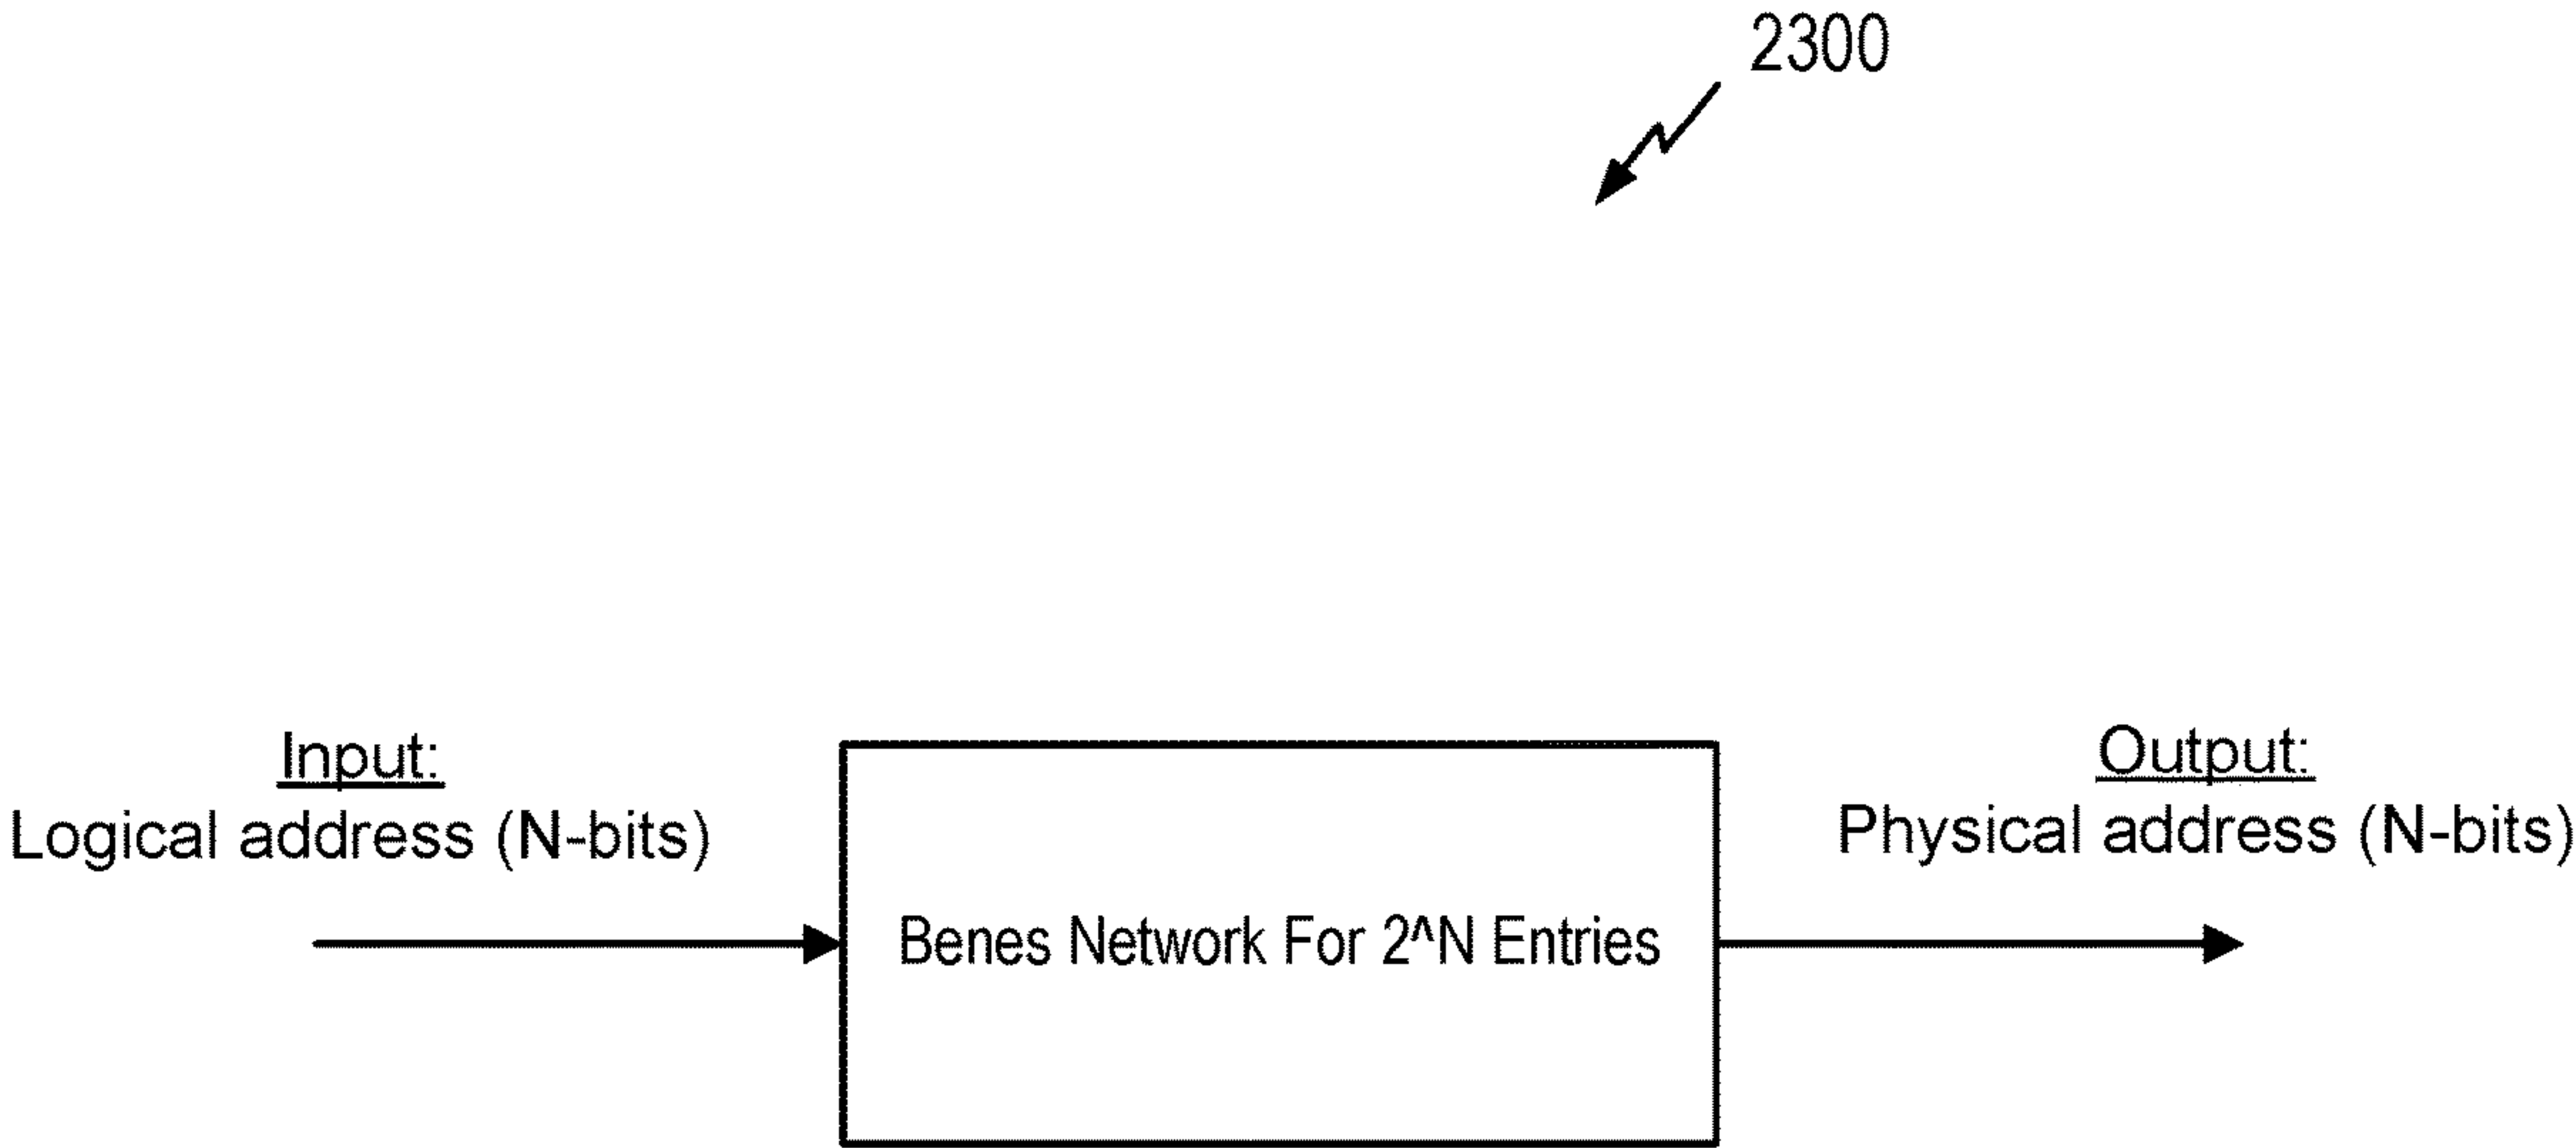 2300
Input:
Logical address (N-bits)
Output:
Physical address (N-bits)
Benes Network For 2^N Entries